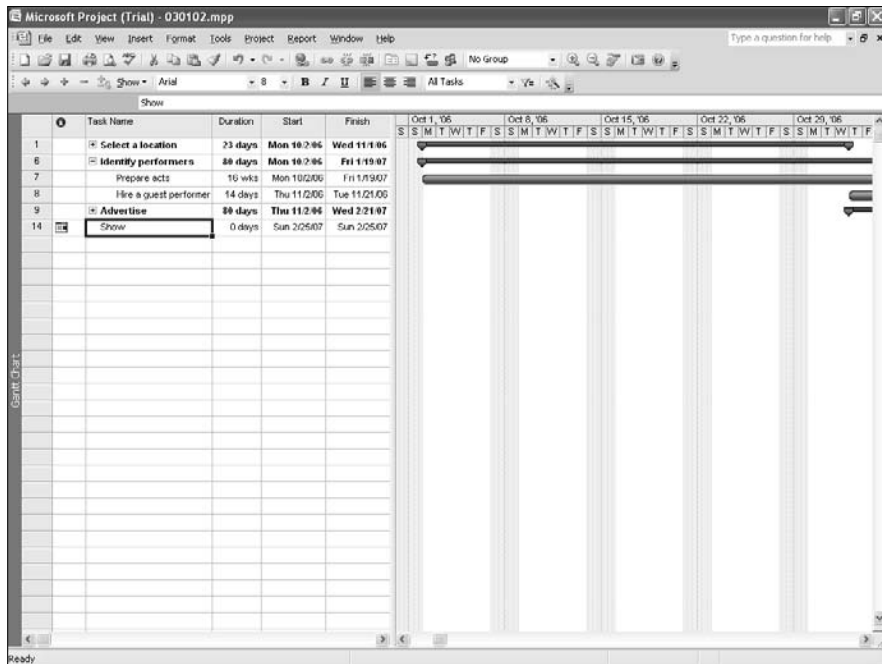 Microsoft Project (Trial) - 030102.mpp
File Edit View Insert Format Tools Project Report Window Help
Type a question for help
No Group
Show Arial 8 B I U All Tasks
Show
Task Name Duration Start Finish
Oct 1, '06 Oct 8, '06 Oct 15, '06 Oct 22, '06 Oct 29, '06
S S M T W T F S S M T W T F S S M T W T F S S M T W T F S S M T W T F
1 Select a location 23 days Mon 10/2/06 Wed 11/1/06
6 Identify performers 80 days Mon 10/2/06 Fri 1/19/07
7 Prepare acts 16 wks Mon 10/2/06 Fri 1/19/07
8 Hire a guest performer 14 days Thu 11/2/06 Tue 11/21/06
9 Advertise 80 days Thu 11/2/06 Wed 2/21/07
14 Show 0 days Sun 2/25/07 Sun 2/25/07
Gantt Chart
Ready